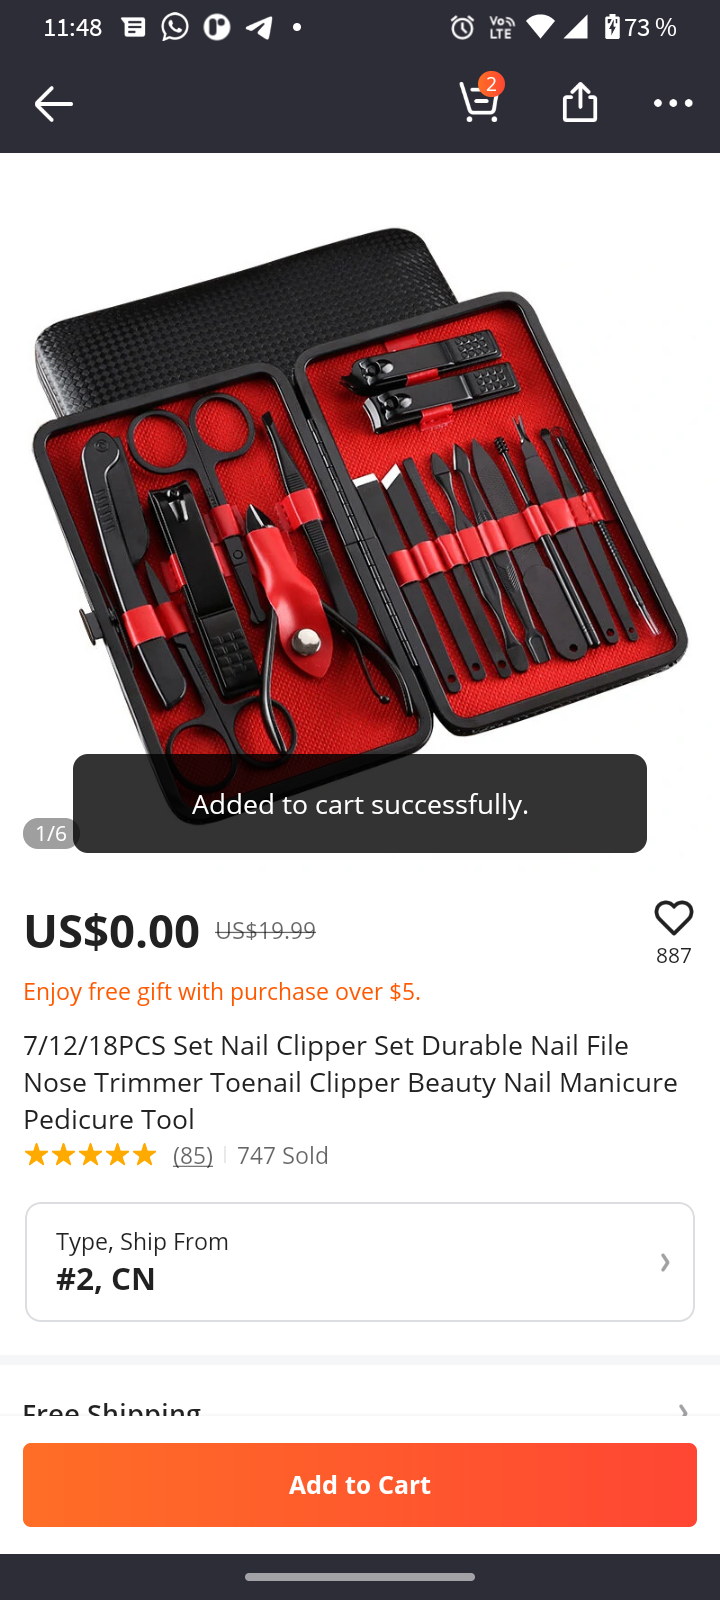 11:48
Vo
LTE
73 %
2
Added to cart successfully.
1/6
US$0.00 US$19.99
887
Enjoy free gift with purchase over $5.
7/12/18PCS Set Nail Clipper Set Durable Nail File
Nose Trimmer Toenail Clipper Beauty Nail Manicure
Pedicure Tool
(85) 747 Sold
Type, Ship From
#2, CN
Free Shipping
Add to Cart